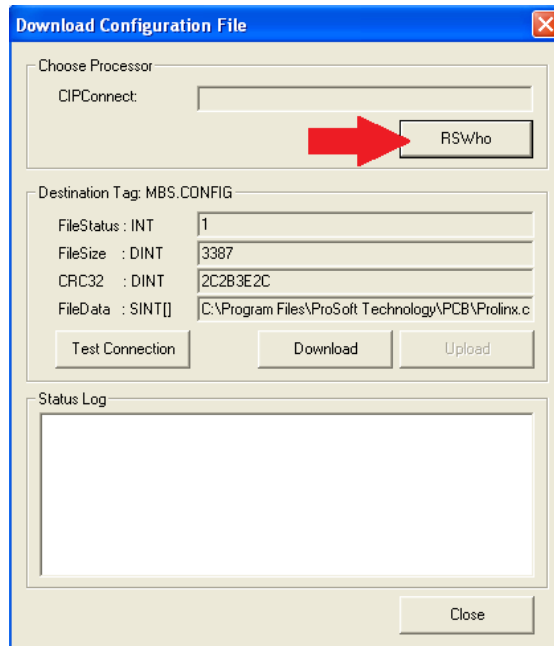 Download Configuration File
Choose Processor
CIPConnect:
RSWho
Destination Tag: MBS.CONFIG
FileStatus : INT 1
FileSize : DINT 3387
CRC32 : DINT 2C2B3E2C
FileData : SINT[] C:\Program Files\ProSoft Technology\PCB\Prolinx.c
Test Connection Download Upload
Status Log
Close